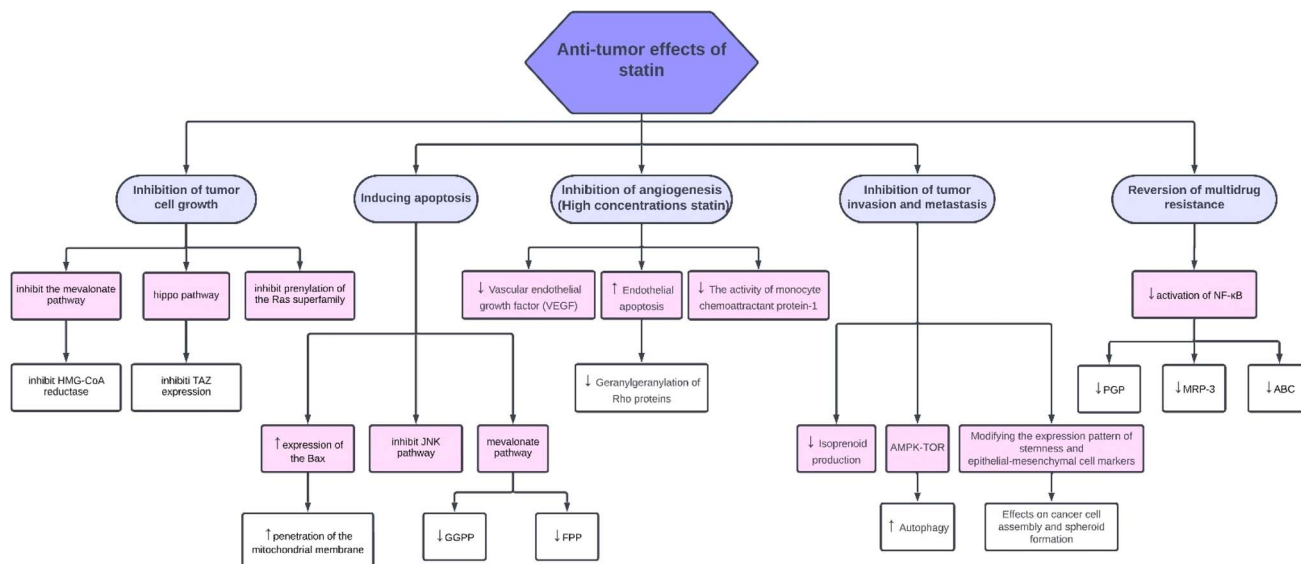 Anti-tumor effects of
statin
Inhibition of tumor
cell growth
Inducing apoptosis
Inhibition of angiogenesis
(High concentrations statin)
Inhibition of tumor
invasion and metastasis
Reversion of multidrug
resistance
inhibit the mevalonate
pathway
hippo pathway
inhibit prenylation of
the Ras superfamily
↓ Vascular endothelial
growth factor (VEGF)
↑ Endothelial
apoptosis
↓ The activity of monocyte
chemoattractant protein-1
↓activation of NF-κB
inhibit HMG-CoA
reductase
inhibiti TAZ
expression
↓ Geranylgeranylation of
Rho proteins
↓PGP
↓MRP-3
↓ABC
↑expression of
the Bax
inhibit JNK
pathway
mevalonate
pathway
↓ Isoprenoid
production
AMPK-TOR
Modifying the expression pattern of
stemness and
epithelial-mesenchymal cell markers
↑penetration of the
mitochondrial membrane
↓GGPP
↓FPP
↑ Autophagy
Effects on cancer cell
assembly and spheroid
formation